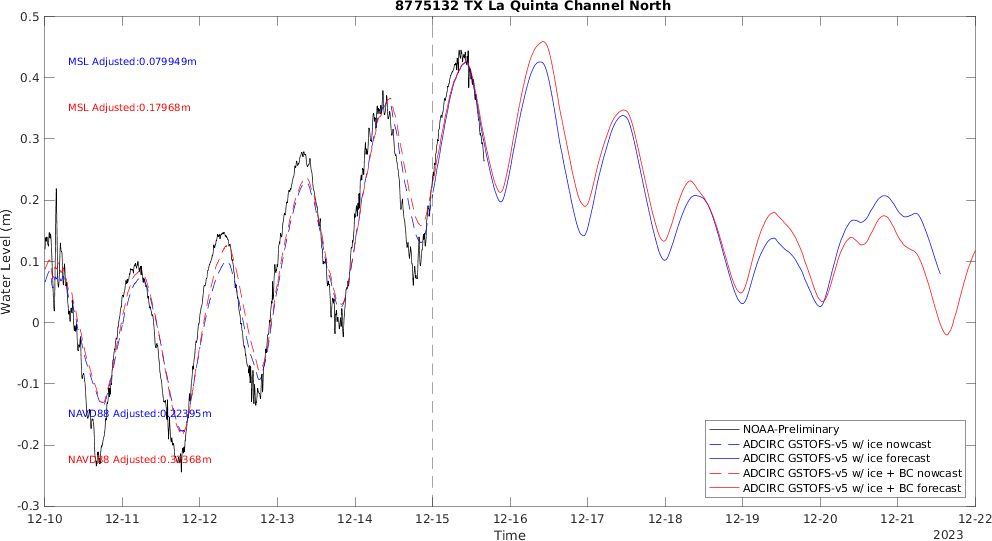 8775132 TX La Quinta Channel North
0.5
0.4
0.3
0.2
0.1
0
-0.1
-0.2
-0.3
Water Level (m)
MSL Adjusted:0.079949m
MSL Adjusted:0.17968m
NAVD88 Adjusted:0.22395m
NAVD88 Adjusted:
NOAA-Preliminary
ADCIRC GSTOFS-v5 w/ ice nowcast
ADCIRC GSTOFS-v5 w/ ice forecast
ADCIRC GSTOFS-v5 w/ ice + BC nowcast
ADCIRC GSTOFS-v5 w/ ice + BC forecast
12-10 12-11 12-12 12-13 12-14 12-15 12-16 12-17 12-18 12-19 12-20 12-21 12-22
Time
2023